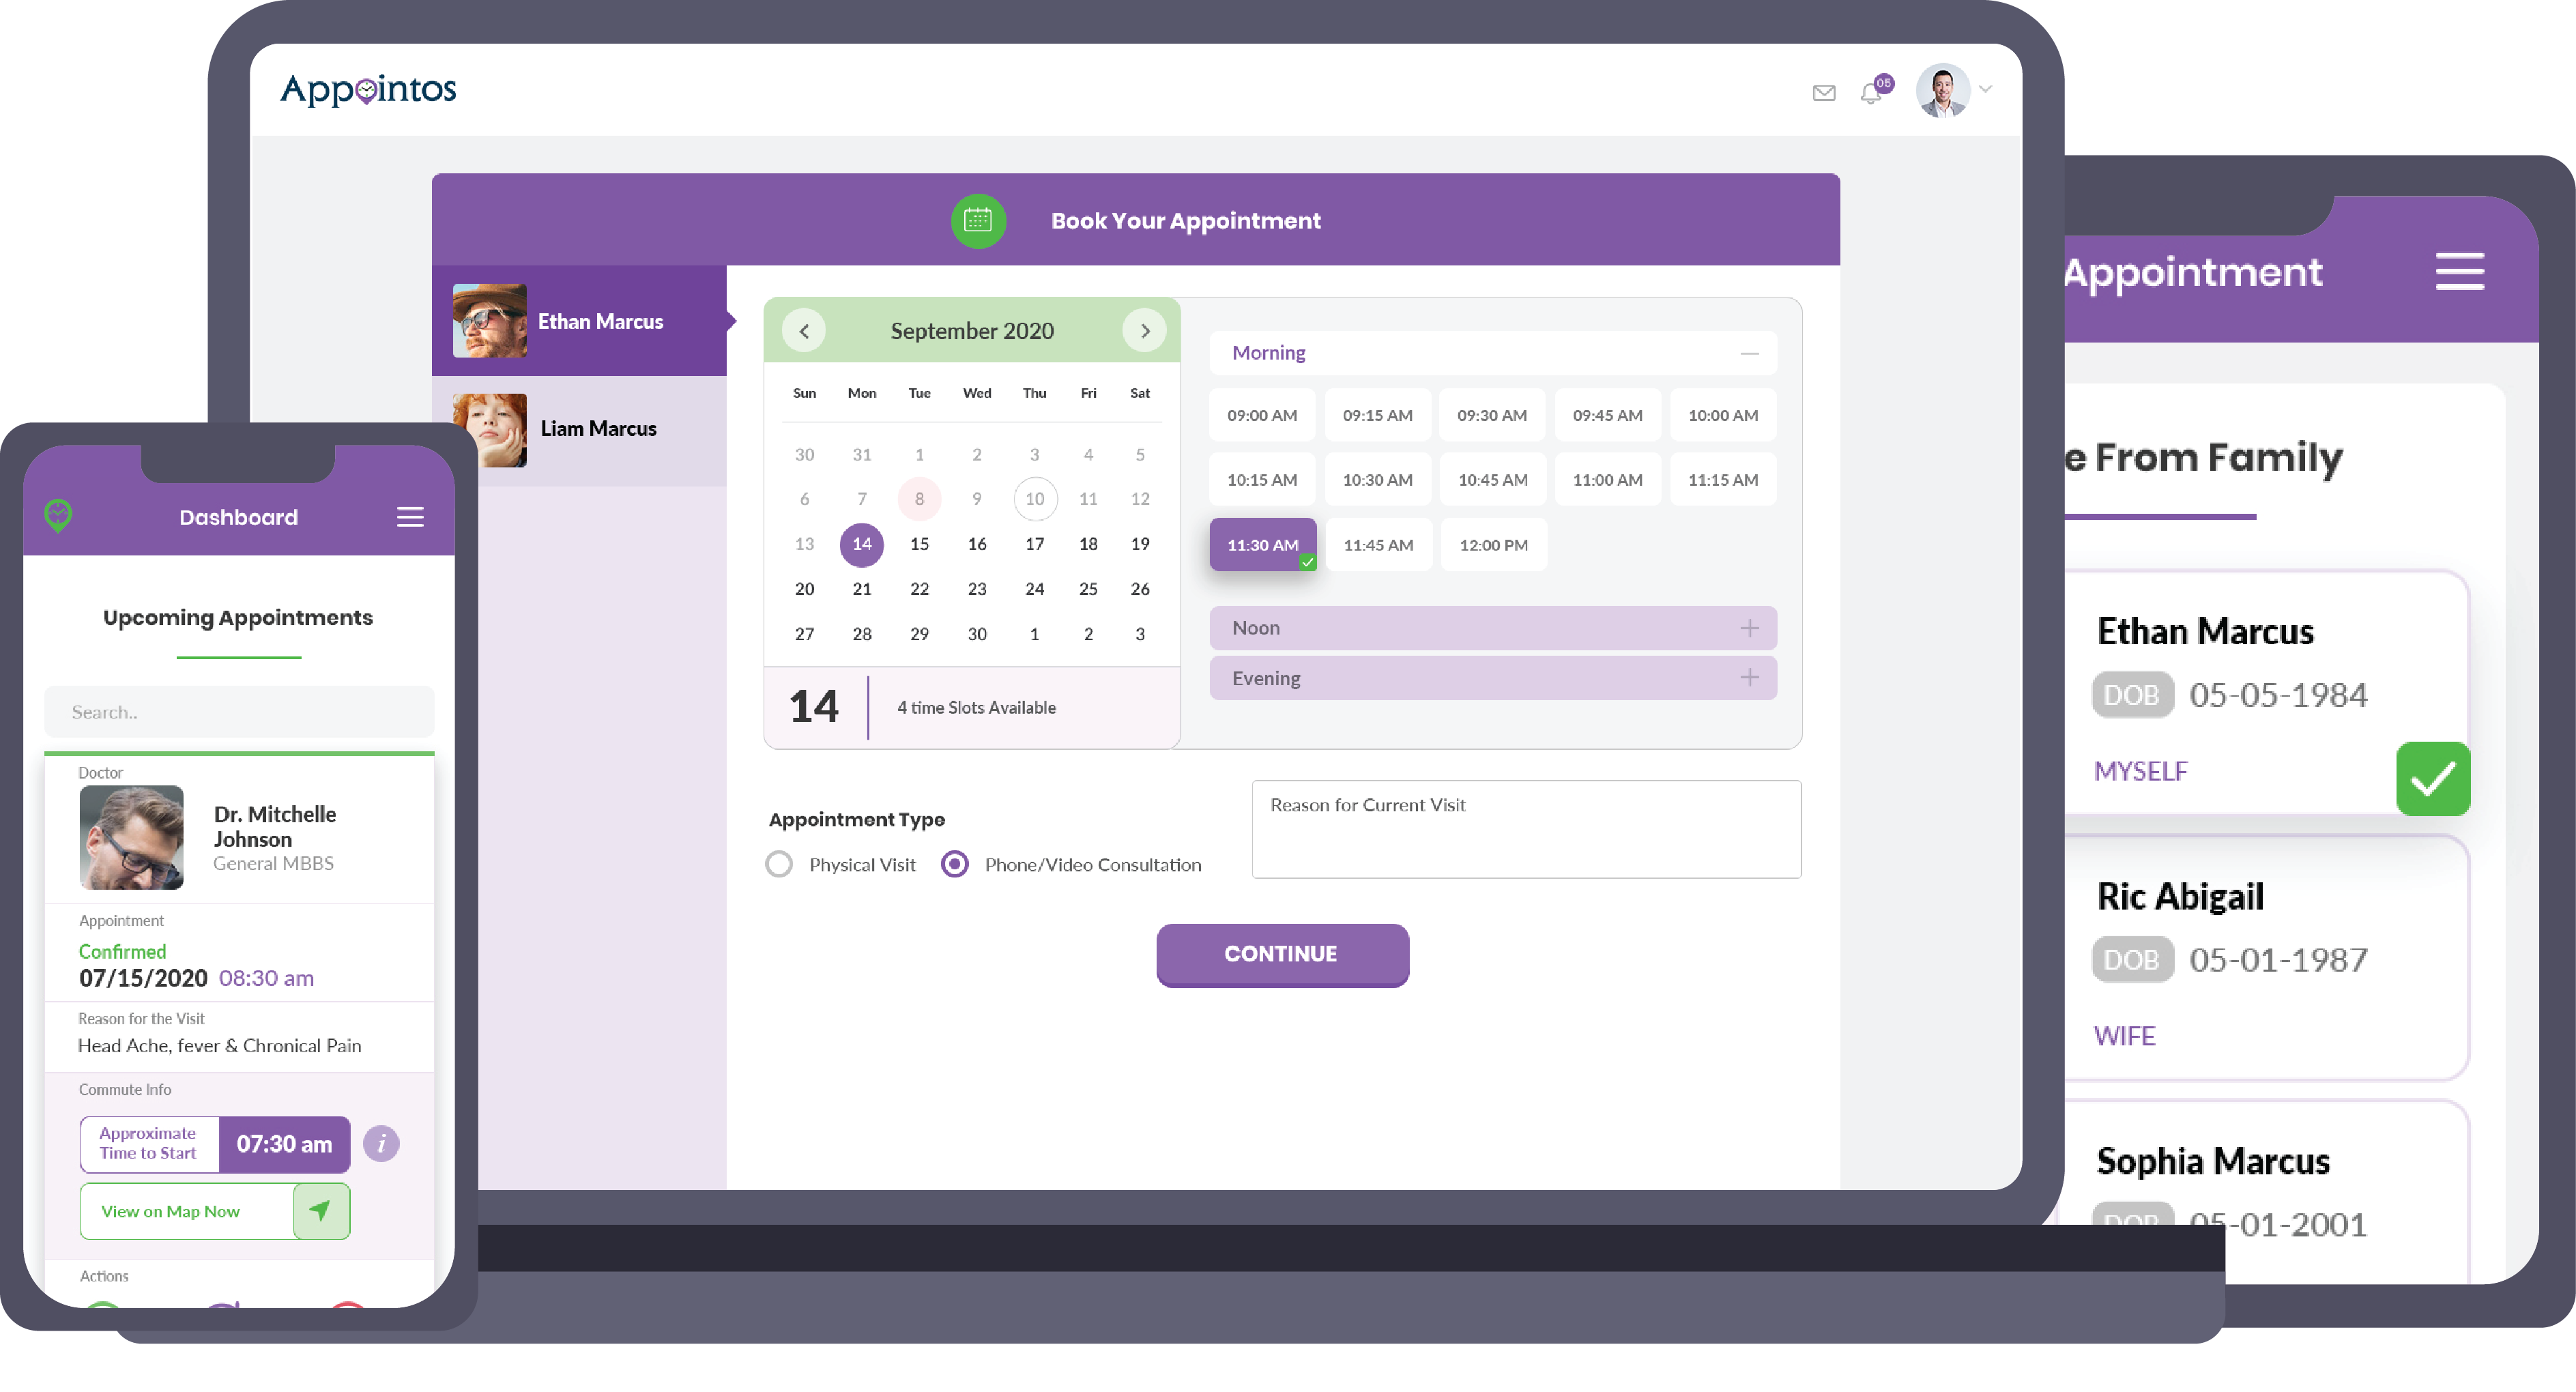 Appointos
05
Book Your Appointment
Ethan Marcus
Liam Marcus
September 2020
Sun Mon Tue Wed Thu Fri Sat
30 31 1 2 3 4 5
6 7 8 9 10 11 12
13 14 15 16 17 18 19
20 21 22 23 24 25 26
27 28 29 30 1 2 3
14 4 time Slots Available
Morning
09:00 AM 09:15 AM 09:30 AM 09:45 AM 10:00 AM
10:15 AM 10:30 AM 10:45 AM 11:00 AM 11:15 AM
11:30 AM 11:45 AM 12:00 PM
Noon
Evening
Appointment Type
Physical Visit Phone/Video Consultation
Reason for Current Visit
CONTINUE
Dashboard
Upcoming Appointments
Search..
Doctor
Dr. Mitchelle
Johnson
General MBBS
Appointment
Confirmed
07/15/2020 08:30 am
Reason for the Visit
Head Ache, fever & Chronical Pain
Commute Info
Approximate
Time to Start
07:30 am
i
View on Map Now
Actions
Appointment
e From Family
Ethan Marcus
DOB 05-05-1984
MYSELF
Ric Abigail
DOB 05-01-1987
WIFE
Sophia Marcus
DOB 05-01-2001